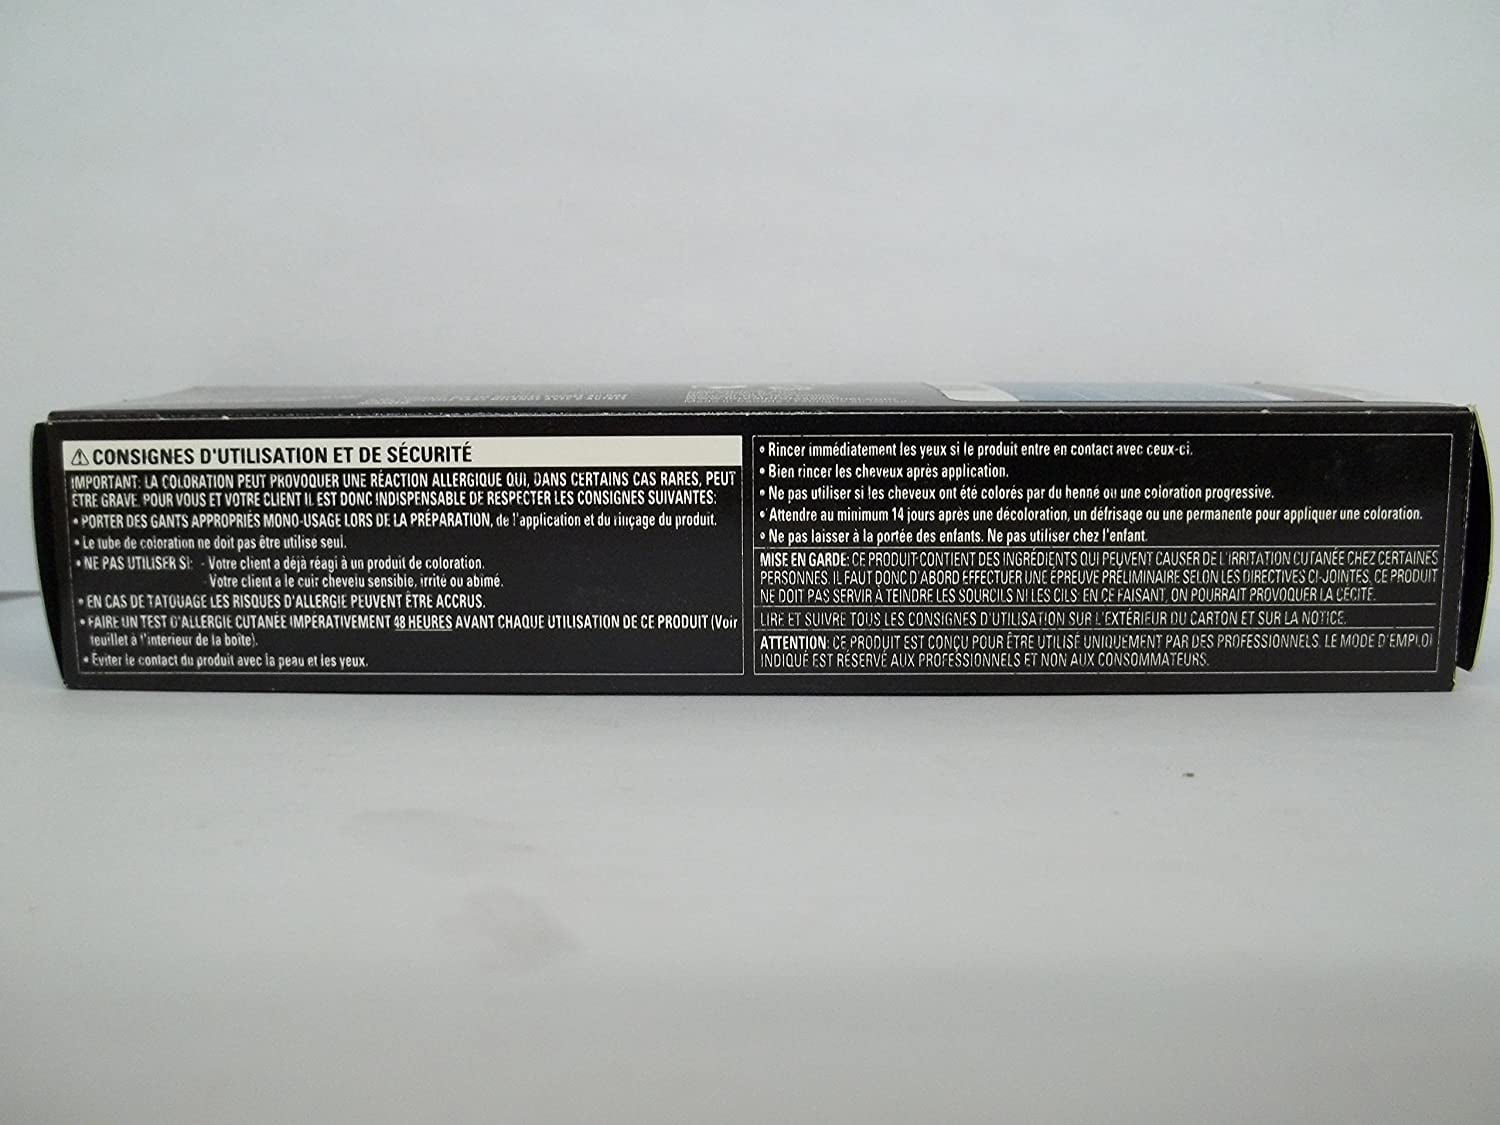 ⚠ CONSIGNES D'UTILISATION ET DE SÉCURITÉ
IMPORTANT: LA COLORATION PEUT PROVOQUER UNE RÉACTION ALLERGIQUE QUI, DANS CERTAINS CAS RARES, PEUT
ÊTRE GRAVE. POUR VOUS ET VOTRE CLIENT IL EST DONC INDISPENSABLE DE RESPECTER LES CONSIGNES SUIVANTES:
• PORTER DES GANTS APPROPRIÉS MONO-USAGE LORS DE LA PRÉPARATION, de l'application et du rinçage du produit.
• Le tube de coloration ne doit pas être utilise seul.
• NE PAS UTILISER SI: - Votre client a déjà réagi à un produit de coloration.
- Votre client a le cuir chevelu sensible, irrité ou abimé.
• EN CAS DE TATOUAGE LES RISQUES D'ALLERGIE PEUVENT ÊTRE ACCRUS.
• FAIRE UN TEST D'ALLERGIE CUTANÉE IMPÉRATIVEMENT 48 HEURES AVANT CHAQUE UTILISATION DE CE PRODUIT (Voir
feuillet à l'interieur de la boîte).
• Éviter le contact du produit avec la peau et les yeux.
• Rincer immédiatement les yeux si le produit entre en contact avec ceux-ci.
• Bien rincer les cheveux après application.
• Ne pas utiliser si les cheveux ont été colorés par du henné ou une coloration progressive.
• Attendre au minimum 14 jours après une décoloration, un défrisage ou une permanente pour appliquer une coloration.
• Ne pas laisser à la portée des enfants. Ne pas utiliser chez l'enfant.
MISE EN GARDE: CE PRODUIT CONTIENT DES INGRÉDIENTS QUI PEUVENT CAUSER DE L'IRRITATION CUTANÉE CHEZ CERTAINES
PERSONNES. IL FAUT DONC D'ABORD EFFECTUER UNE ÉPREUVE PRÉLIMINAIRE SELON LES DIRECTIVES CI-JOINTES. CE PRODUIT
NE DOIT PAS SERVIR À TEINDRE LES SOURCILS NI LES CILS: EN CE FAISANT, ON POURRAIT PROVOQUER LA CÉCITÉ.
LIRE ET SUIVRE TOUS LES CONSIGNES D'UTILISATION SUR L'EXTÉRIEUR DU CARTON ET SUR LA NOTICE.
ATTENTION: CE PRODUIT EST CONÇU POUR ÊTRE UTILISÉ UNIQUEMENT PAR DES PROFESSIONNELS. LE MODE D'EMPLOI
INDIQUÉ EST RÉSERVÉ AUX PROFESSIONNELS ET NON AUX CONSOMMATEURS.